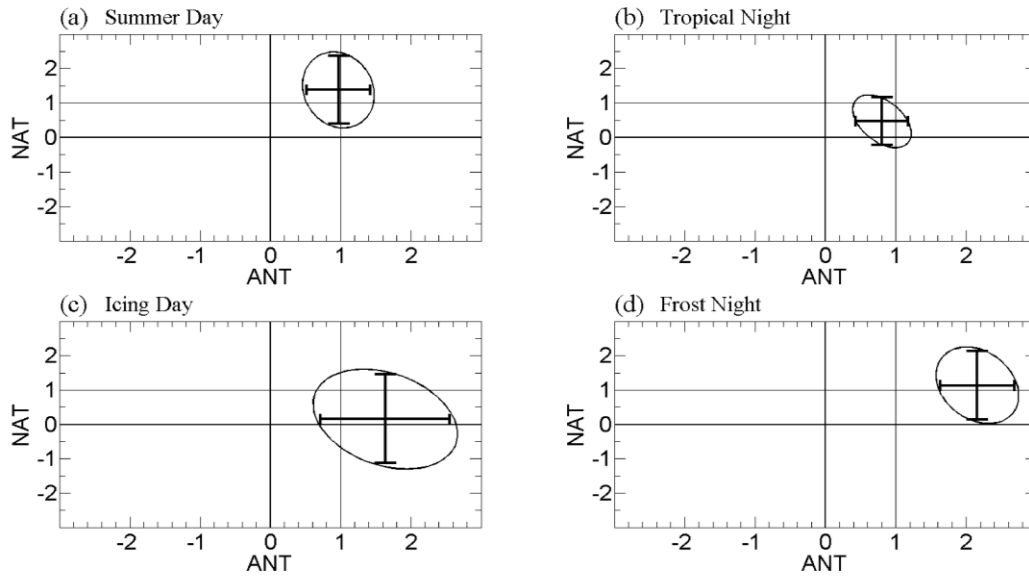 (a) Summer Day
2
1
0
-1
-2
NAT
-2 -1 0 1 2
ANT
(b) Tropical Night
2
1
0
-1
-2
NAT
-2 -1 0 1 2
ANT
(c) Icing Day
2
1
0
-1
-2
NAT
-2 -1 0 1 2
ANT
(d) Frost Night
2
1
0
-1
-2
NAT
-2 -1 0 1 2
ANT